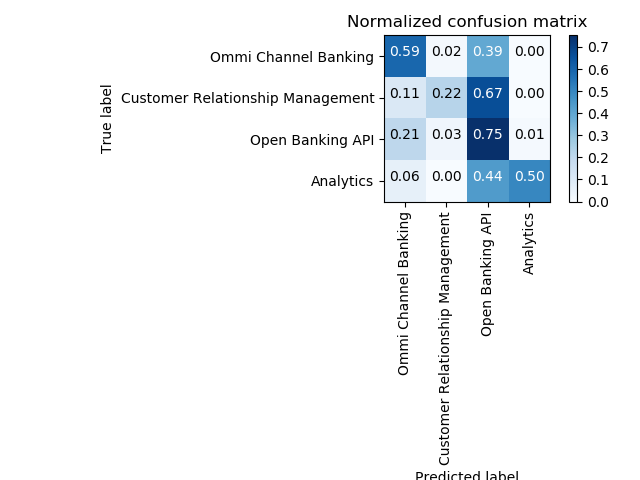 Normalized confusion matrix
True label
Ommi Channel Banking
Customer Relationship Management
Open Banking API
Analytics
0.59 0.02 0.39 0.00
0.11 0.22 0.67 0.00
0.21 0.03 0.75 0.01
0.06 0.00 0.44 0.50
0.7
0.6
0.5
0.4
0.3
0.2
0.1
0.0
Ommi Channel Banking
Customer Relationship Management
Open Banking API
Analytics
Predicted label